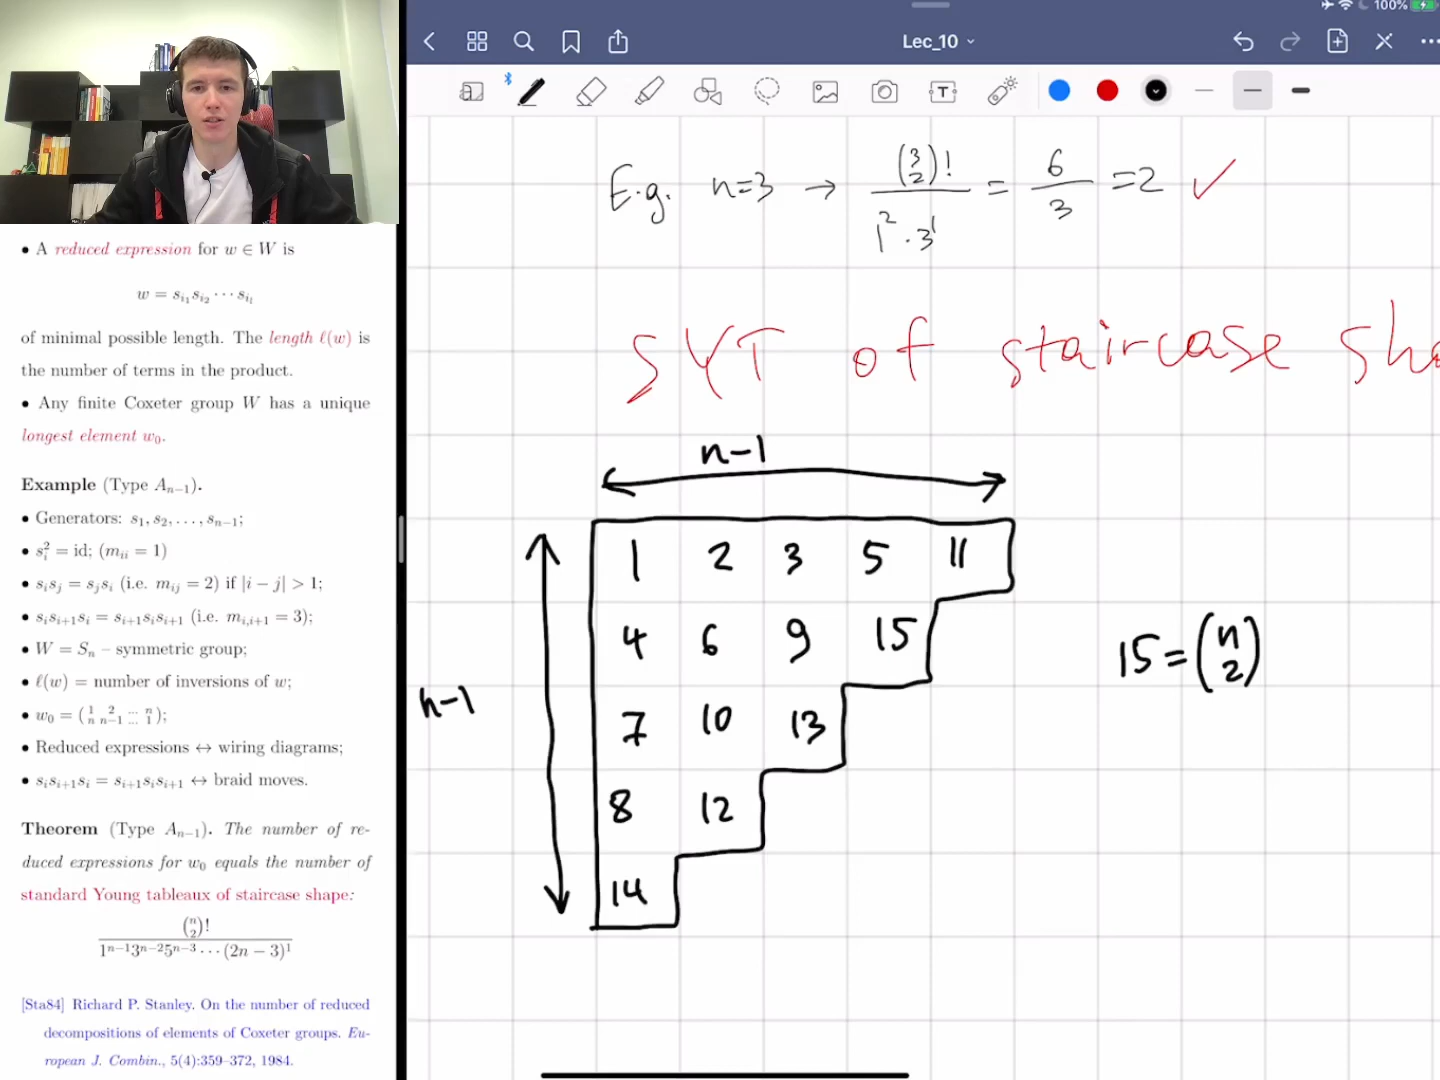 100%
Lec_10
• A reduced expression for w ∈ W is
w = s_{i_1} s_{i_2} ⋯ s_{i_l}
of minimal possible length. The length ℓ(w) is
the number of terms in the product.
• Any finite Coxeter group W has a unique
longest element w_0.
Example (Type A_{n−1}).
• Generators: s_1, s_2, . . . , s_{n−1};
• s_i^2 = id; (m_{ii} = 1)
• s_i s_j = s_j s_i (i.e. m_{ij} = 2) if |i − j| > 1;
• s_i s_{i+1} s_i = s_{i+1} s_i s_{i+1} (i.e. m_{i,i+1} = 3);
• W = S_n – symmetric group;
• ℓ(w) = number of inversions of w;
• w_0 = (1 2 ... n / n n−1 ... 1);
• Reduced expressions ↔ wiring diagrams;
• s_i s_{i+1} s_i = s_{i+1} s_i s_{i+1} ↔ braid moves.
Theorem (Type A_{n−1}). The number of re-
duced expressions for w_0 equals the number of
standard Young tableaux of staircase shape:
(n 2)!
1^{n−1}3^{n−2}5^{n−3} ⋯ (2n − 3)^1
[Sta84] Richard P. Stanley. On the number of reduced
decompositions of elements of Coxeter groups. Eu-
ropean J. Combin., 5(4):359–372, 1984.
E.g. n=3 → (3 2)! / 1^2 · 3^1 = 6/3 = 2 ✓
SYT of staircase
n-1
1 2 3 5 11
4 6 9 15
15 = (n 2)
n-1
7 10 13
8 12
14